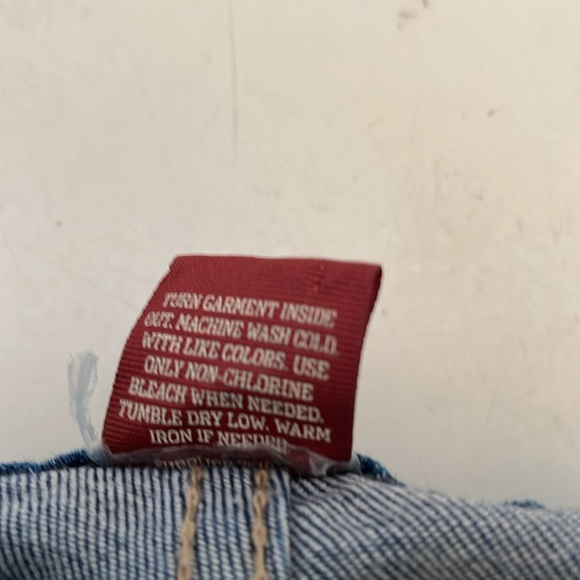 TURN GARMENT INSIDE
OUT. MACHINE WASH COLD.
WITH LIKE COLORS. USE
ONLY NON-CHLORINE
BLEACH WHEN NEEDED.
TUMBLE DRY LOW. WARM
IRON IF NEEDED